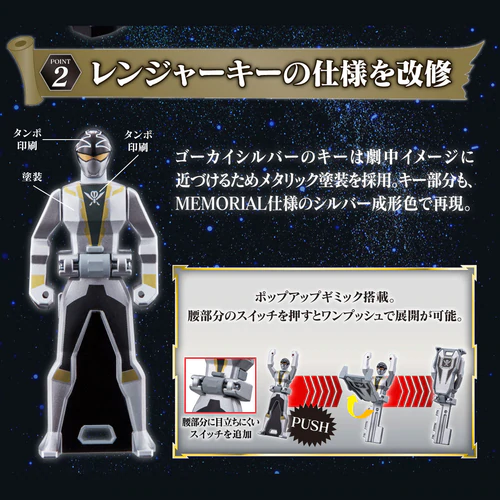 POINT
2
レンジャーキーの仕様を改修
タンポ
印刷
タンポ
印刷
塗装
ゴーカイシルバーのキーは劇中イメージに
近づけるためメタリック塗装を採用。キー部分も、
MEMORIAL仕様のシルバー成形色で再現。
ポップアップギミック搭載。
腰部分のスイッチを押すとワンプッシュで展開が可能。
腰部分に目立ちにくい
スイッチを追加
PUSH